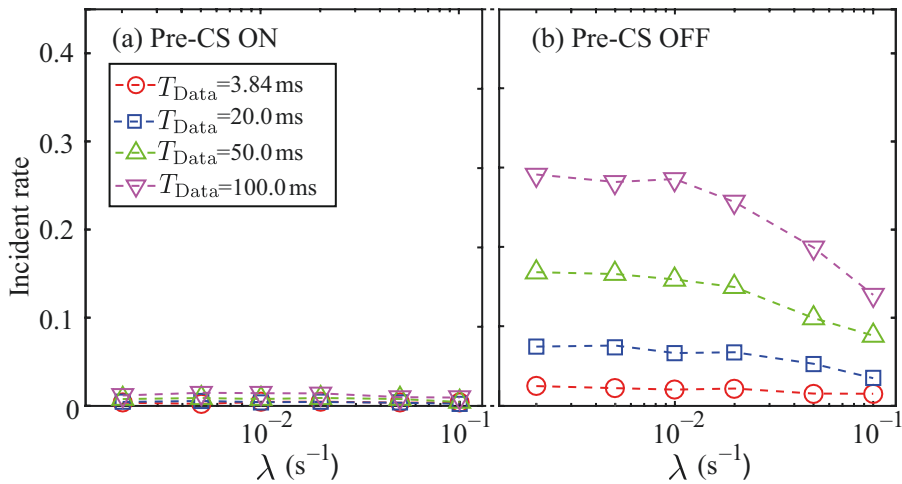 (a) Pre-CS ON
(b) Pre-CS OFF
T_Data=3.84 ms
T_Data=20.0 ms
T_Data=50.0 ms
T_Data=100.0 ms
Incident rate
0.4
0.3
0.2
0.1
0
10⁻² 10⁻¹ 10⁻² 10⁻¹
λ (s⁻¹) λ (s⁻¹)